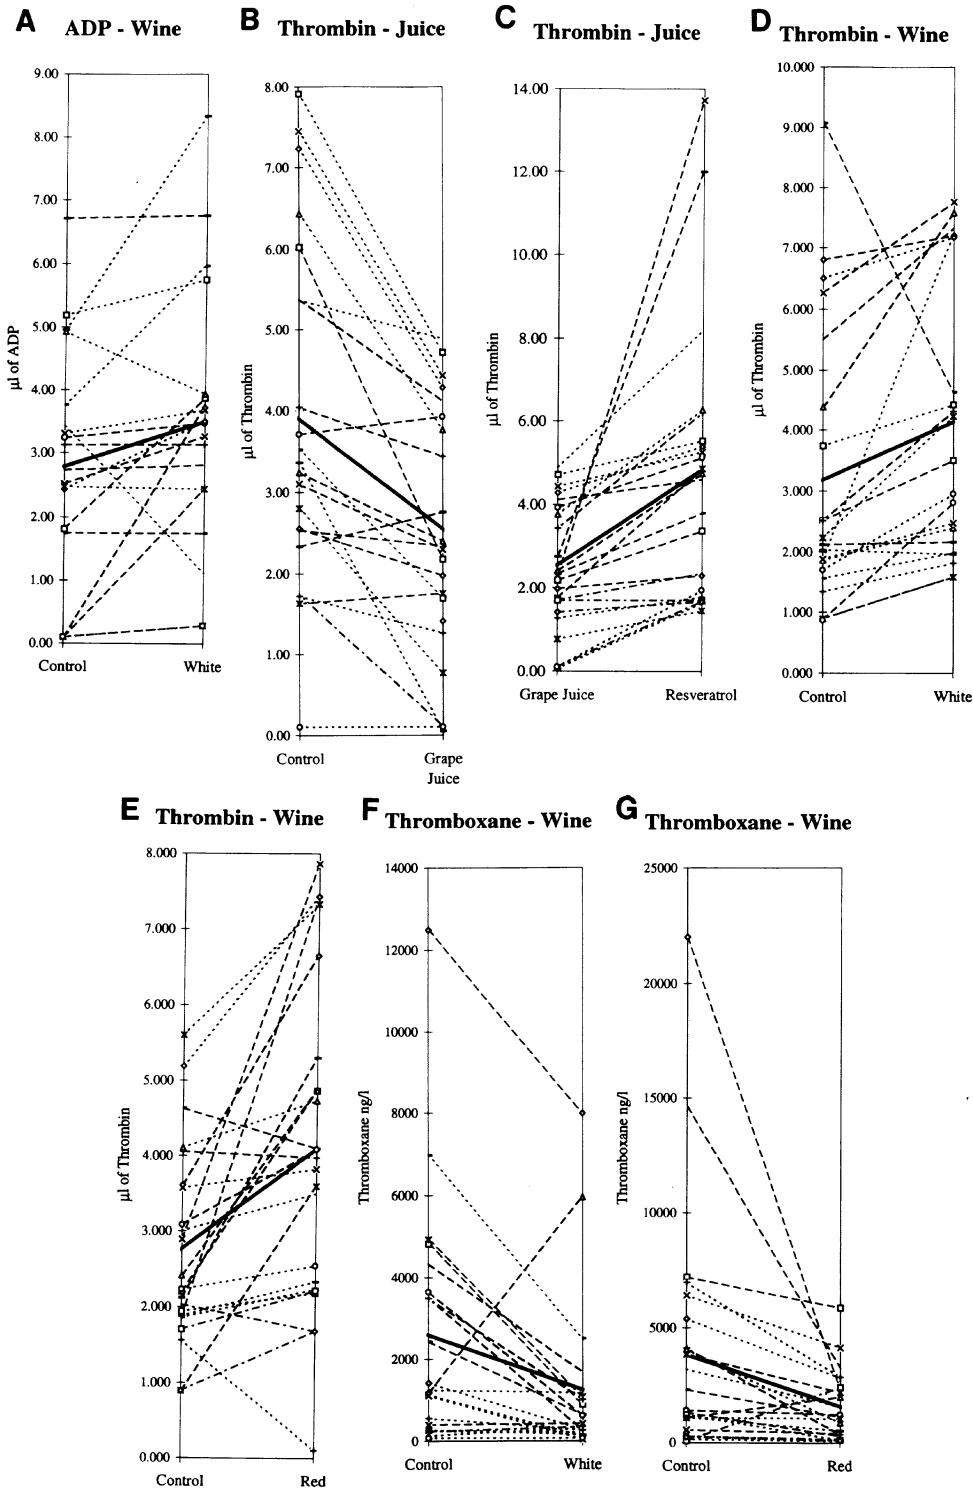 A ADP - Wine
9.00
8.00
7.00
6.00
5.00
4.00
3.00
2.00
1.00
0.00
µl of ADP
Control White
B Thrombin - Juice
8.00
7.00
6.00
5.00
4.00
3.00
2.00
1.00
0.00
µl of Thrombin
Control Grape
Juice
C Thrombin - Juice
14.00
12.00
10.00
8.00
6.00
4.00
2.00
0.00
µl of Thrombin
Grape Juice Resveratrol
D Thrombin - Wine
10.000
9.000
8.000
7.000
6.000
5.000
4.000
3.000
2.000
1.000
0.000
µl of Thrombin
Control White
E Thrombin - Wine
8.000
7.000
6.000
5.000
4.000
3.000
2.000
1.000
0.000
µl of Thrombin
Control Red
F Thromboxane - Wine
14000
12000
10000
8000
6000
4000
2000
0
Thromboxane ng/l
Control White
G Thromboxane - Wine
25000
20000
15000
10000
5000
0
Thromboxane ng/l
Control Red